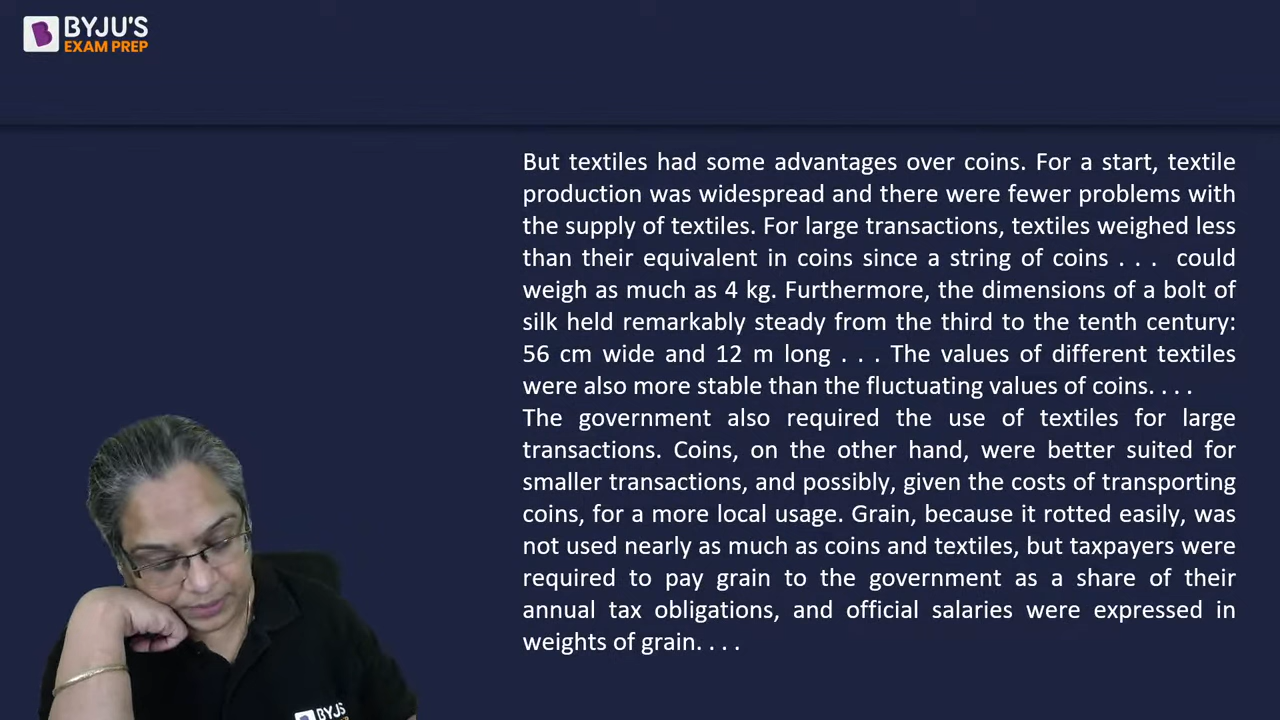 BYJU'S
EXAM PREP
But textiles had some advantages over coins. For a start, textile
production was widespread and there were fewer problems with
the supply of textiles. For large transactions, textiles weighed less
than their equivalent in coins since a string of coins . . . could
weigh as much as 4 kg. Furthermore, the dimensions of a bolt of
silk held remarkably steady from the third to the tenth century:
56 cm wide and 12 m long . . . The values of different textiles
were also more stable than the fluctuating values of coins. . . .
The government also required the use of textiles for large
transactions. Coins, on the other hand, were better suited for
smaller transactions, and possibly, given the costs of transporting
coins, for a more local usage. Grain, because it rotted easily, was
not used nearly as much as coins and textiles, but taxpayers were
required to pay grain to the government as a share of their
annual tax obligations, and official salaries were expressed in
weights of grain. . . .
BYJU'S